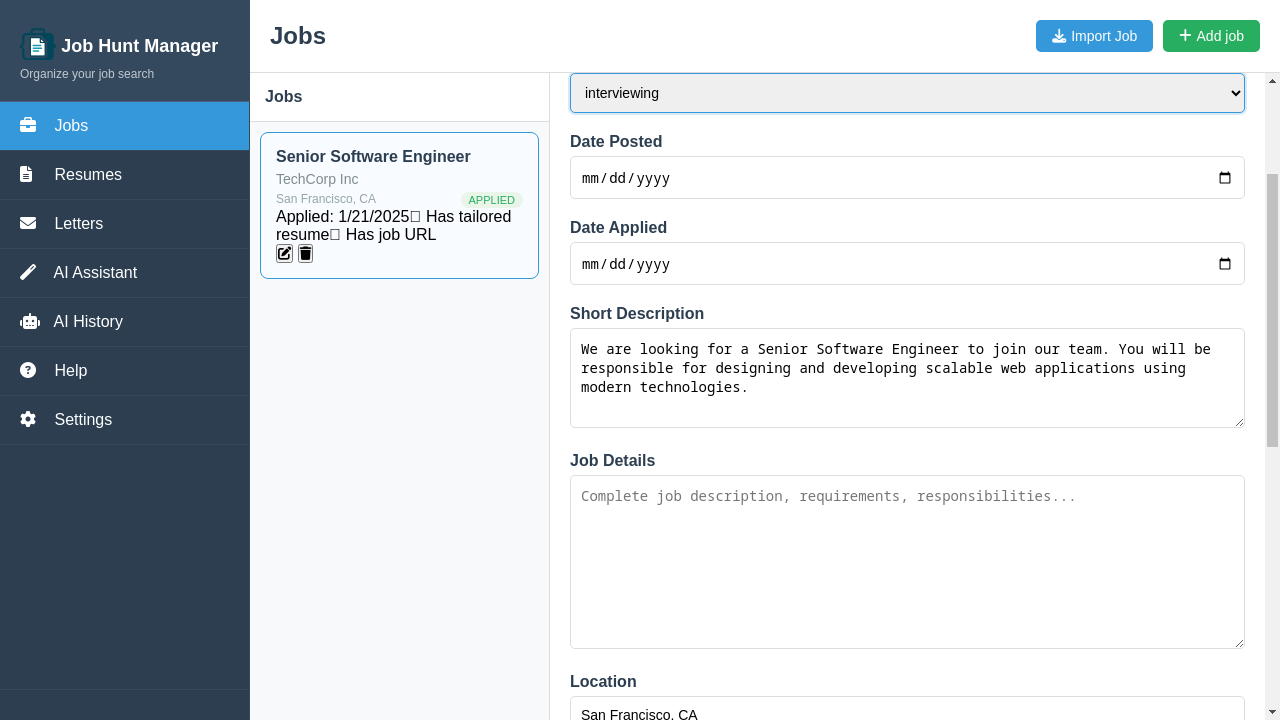 Job Hunt Manager
Organize your job search
Jobs
Resumes
Letters
AI Assistant
AI History
Help
Settings
Jobs
Import Job
Add job
Jobs
Senior Software Engineer
TechCorp Inc
San Francisco, CA
APPLIED
Applied: 1/21/2025 Has tailored
resume Has job URL
interviewing
Date Posted
mm/dd/yyyy
Date Applied
mm/dd/yyyy
Short Description
We are looking for a Senior Software Engineer to join our team. You will be
responsible for designing and developing scalable web applications using
modern technologies.
Job Details
Complete job description, requirements, responsibilities...
Location
San Francisco, CA